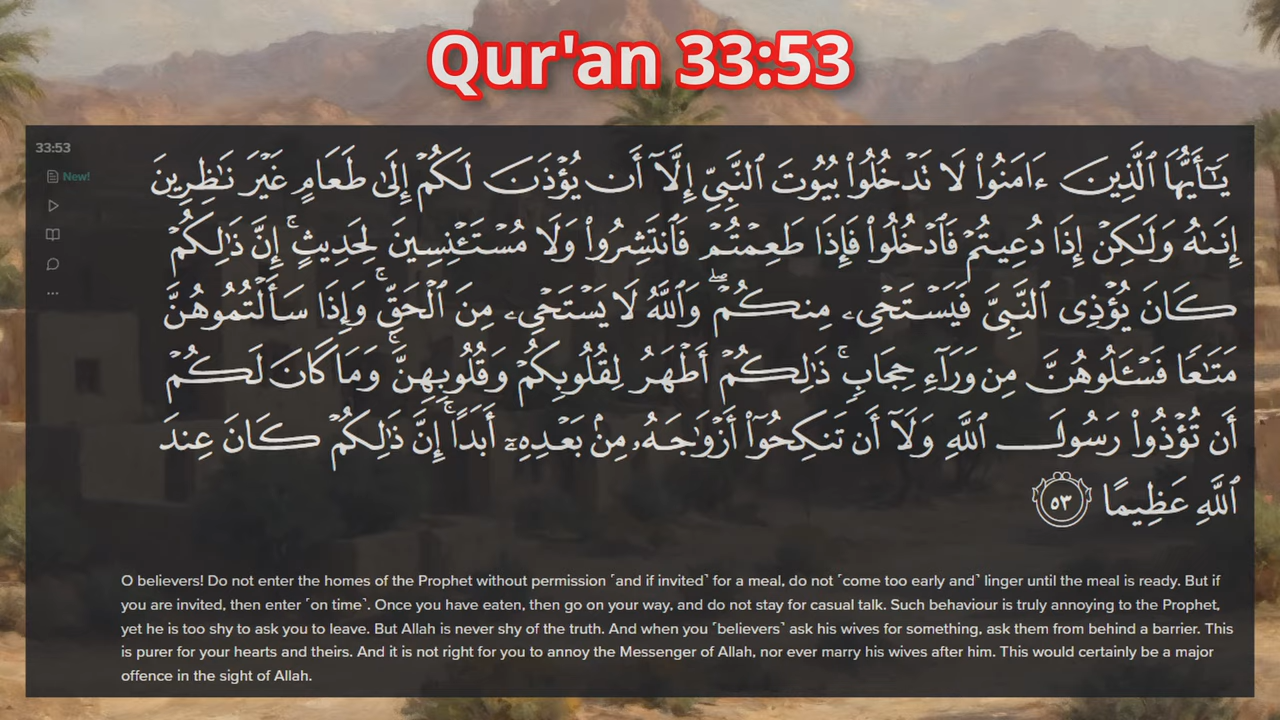 Qur'an 33:53
33:53
New!
يَـٰٓأَيُّهَا ٱلَّذِينَ ءَامَنُوا۟ لَا تَدْخُلُوا۟ بُيُوتَ ٱلنَّبِىِّ إِلَّآ أَن يُؤْذَنَ لَكُمْ إِلَىٰ طَعَامٍ غَيْرَ نَـٰظِرِينَ
إِنَىٰهُ وَلَـٰكِنْ إِذَا دُعِيتُمْ فَٱدْخُلُوا۟ فَإِذَا طَعِمْتُمْ فَٱنتَشِرُوا۟ وَلَا مُسْتَـْٔنِسِينَ لِحَدِيثٍ ۚ إِنَّ ذَٰلِكُمْ
كَانَ يُؤْذِى ٱلنَّبِىَّ فَيَسْتَحْىِۦ مِنكُمْ ۖ وَٱللَّهُ لَا يَسْتَحْىِۦ مِنَ ٱلْحَقِّ ۚ وَإِذَا سَأَلْتُمُوهُنَّ
مَتَـٰعًا فَسْـَٔلُوهُنَّ مِن وَرَآءِ حِجَابٍ ۚ ذَٰلِكُمْ أَطْهَرُ لِقُلُوبِكُمْ وَقُلُوبِهِنَّ ۚ وَمَا كَانَ لَكُمْ
أَن تُؤْذُوا۟ رَسُولَ ٱللَّهِ وَلَآ أَن تَنكِحُوٓا۟ أَزْوَٰجَهُۥ مِنۢ بَعْدِهِۦٓ أَبَدًا ۚ إِنَّ ذَٰلِكُمْ كَانَ عِندَ
ٱللَّهِ عَظِيمًا ٥٣
O believers! Do not enter the homes of the Prophet without permission ˹and if invited˺ for a meal, do not ˹come too early and˺ linger until the meal is ready. But if
you are invited, then enter ˹on time˺. Once you have eaten, then go on your way, and do not stay for casual talk. Such behaviour is truly annoying to the Prophet,
yet he is too shy to ask you to leave. But Allah is never shy of the truth. And when you ˹believers˺ ask his wives for something, ask them from behind a barrier. This
is purer for your hearts and theirs. And it is not right for you to annoy the Messenger of Allah, nor ever marry his wives after him. This would certainly be a major
offence in the sight of Allah.